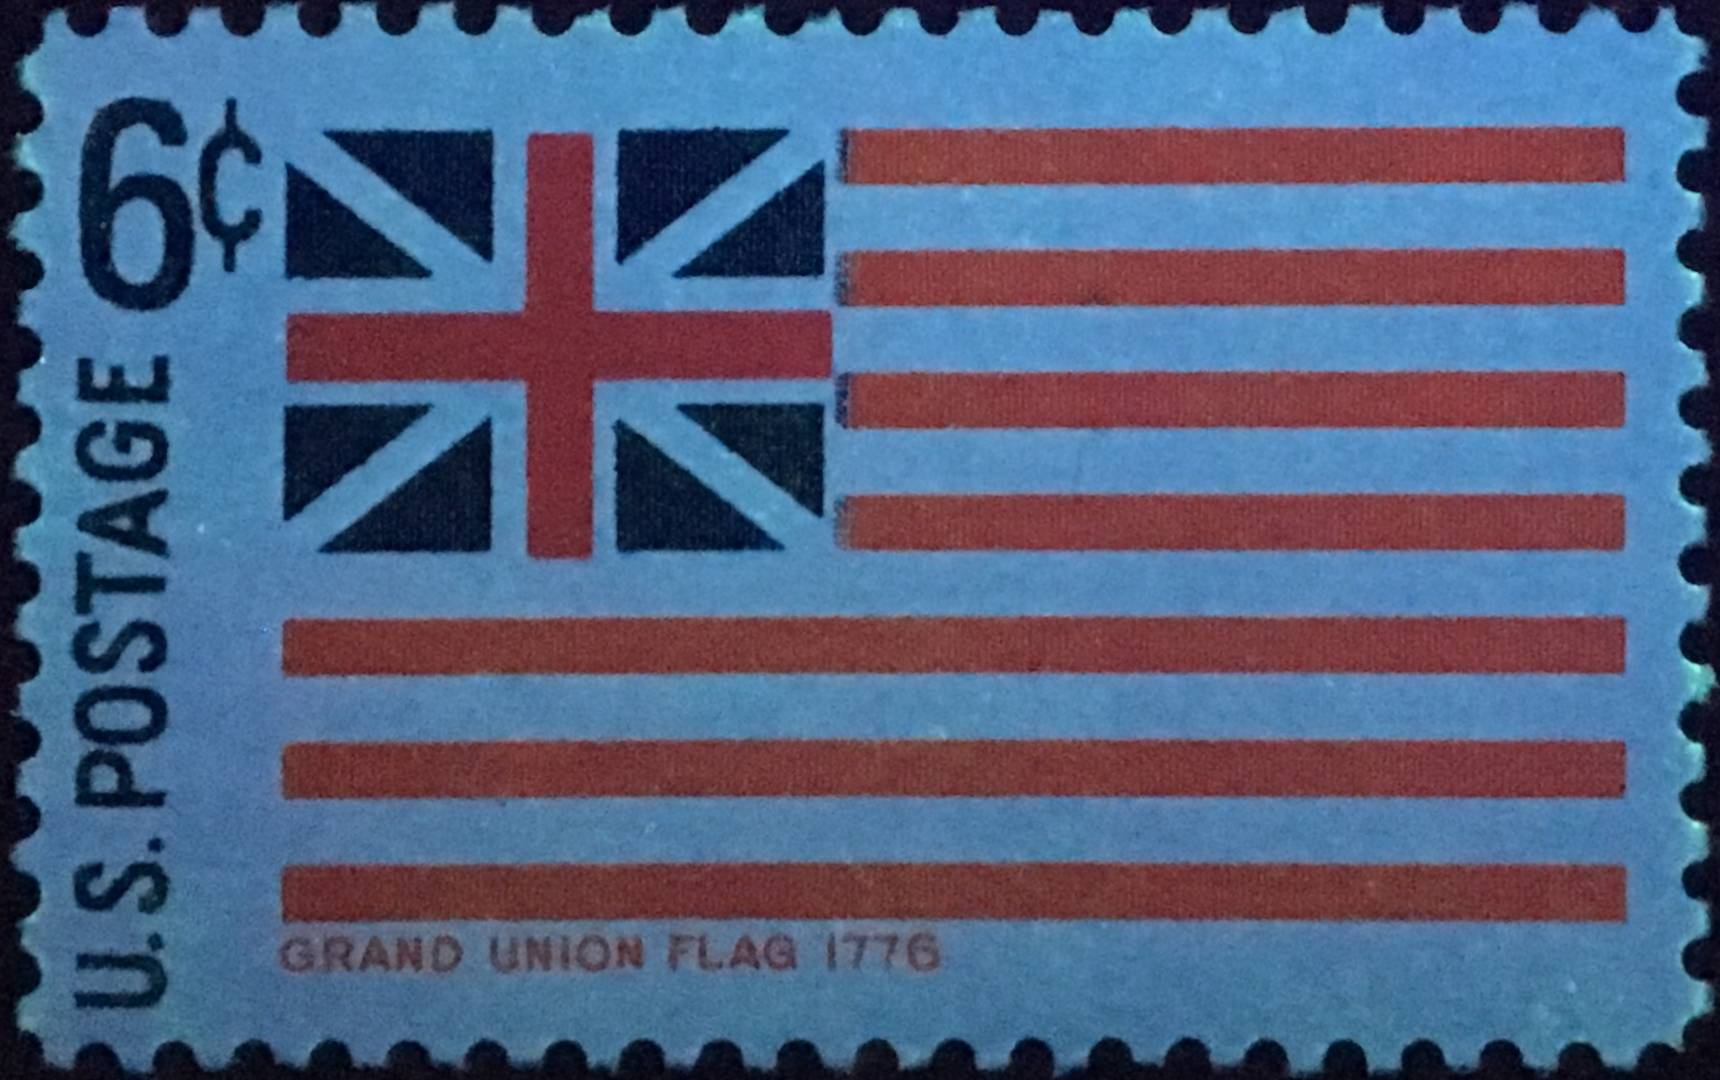 6¢
U.S. POSTAGE
GRAND UNION FLAG 1776